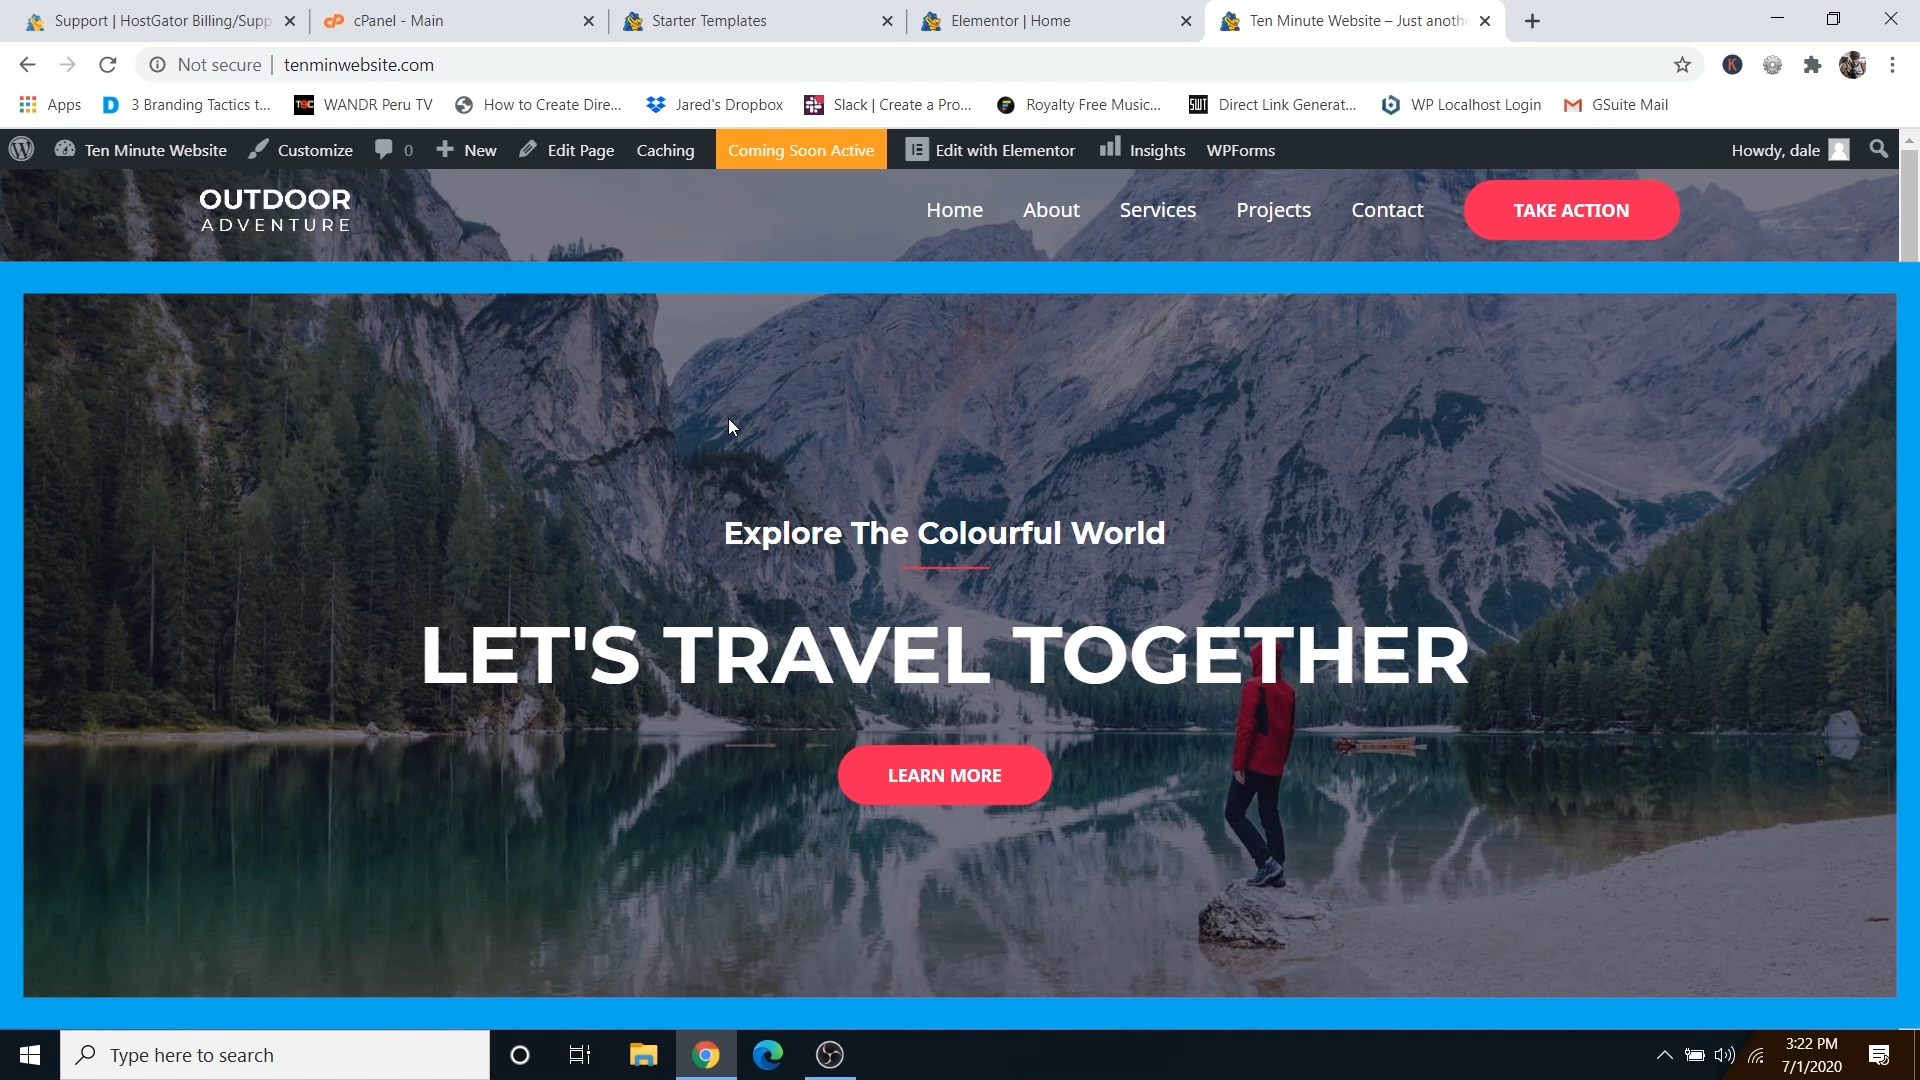 Support | HostGator Billing/Supp
cPanel - Main
Starter Templates
Elementor | Home
Ten Minute Website – Just anoth
Not secure
tenminwebsite.com
K
Apps
3 Branding Tactics t...
WANDR Peru TV
How to Create Dire...
Jared's Dropbox
Slack | Create a Pro...
Royalty Free Music...
Direct Link Generat...
WP Localhost Login
GSuite Mail
Ten Minute Website
Customize
0
New
Edit Page
Caching
Coming Soon Active
Edit with Elementor
Insights
WPForms
Howdy, dale
OUTDOOR
ADVENTURE
Home
About
Services
Projects
Contact
TAKE ACTION
Explore The Colourful World
LET'S TRAVEL TOGETHER
LEARN MORE
Type here to search
3:22 PM
7/1/2020